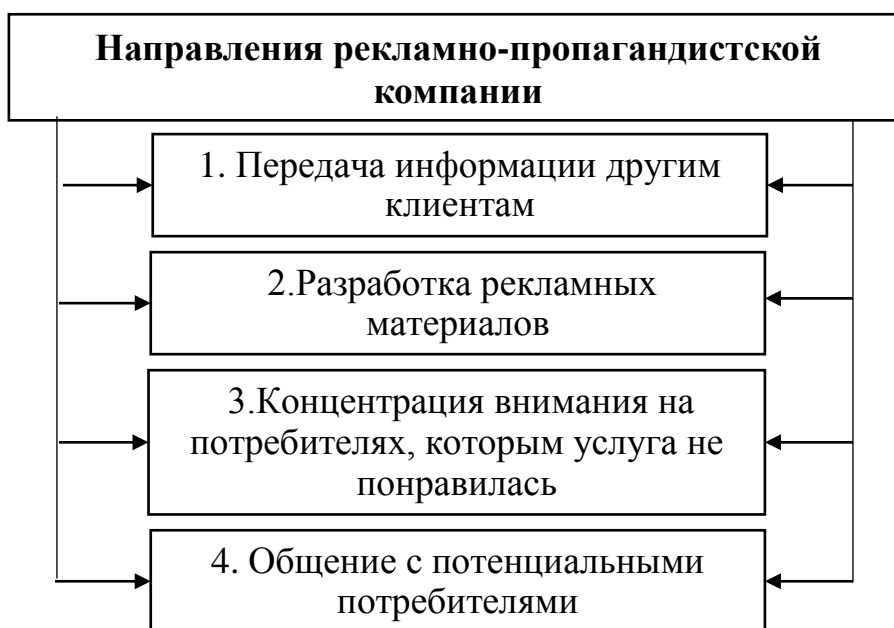 Направления рекламно-пропагандистской
компании
1. Передача информации другим
клиентам
2.Разработка рекламных
материалов
3.Концентрация внимания на
потребителях, которым услуга не
понравилась
4. Общение с потенциальными
потребителями